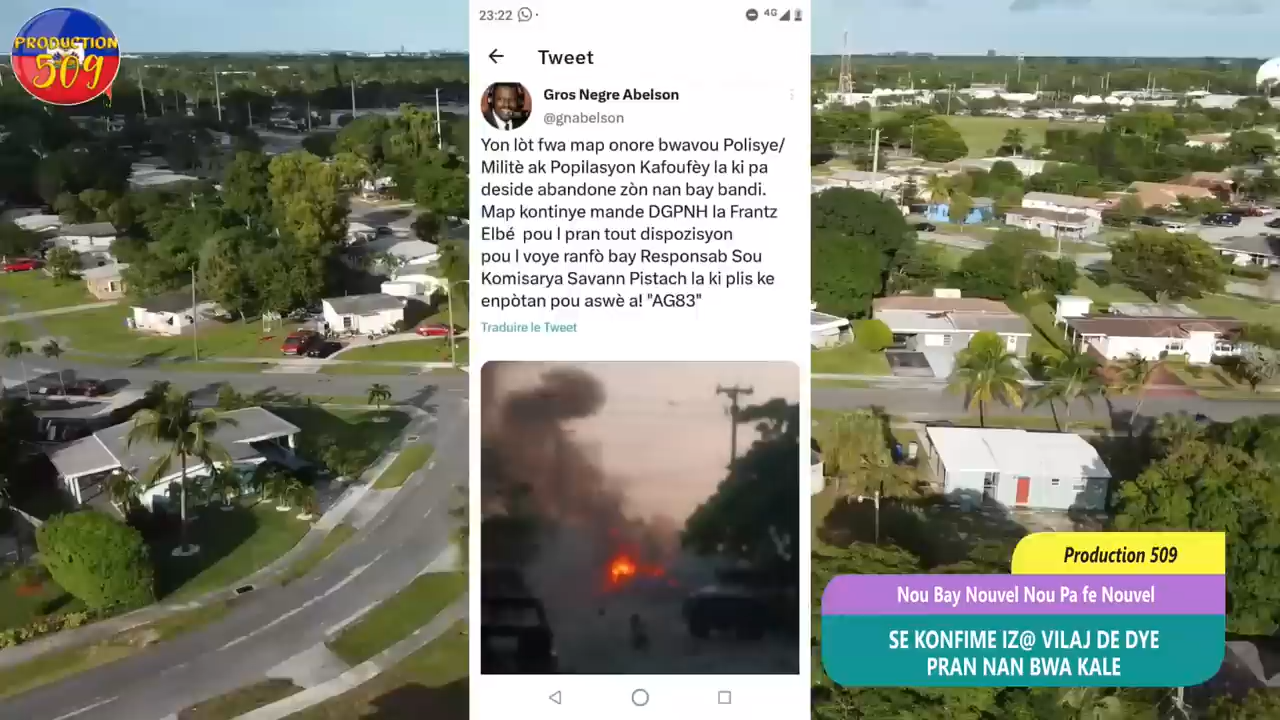 PRODUCTION
509
23:22
4G
Tweet
Gros Negre Abelson
@gnabelson
Yon lòt fwa map onore bwavou Polisye/
Militè ak Popilasyon Kafoufèy la ki pa
deside abandone zòn nan bay bandi.
Map kontinye mande DGPNH la Frantz
Elbé pou l pran tout dispozisyon
pou l voye ranfò bay Responsab Sou
Komisarya Savann Pistach la ki plis ke
enpòtan pou aswè a! "AG83"
Traduire le Tweet
Production 509
Nou Bay Nouvel Nou Pa fe Nouvel
SE KONFIME IZ@ VILAJ DE DYE
PRAN NAN BWA KALE